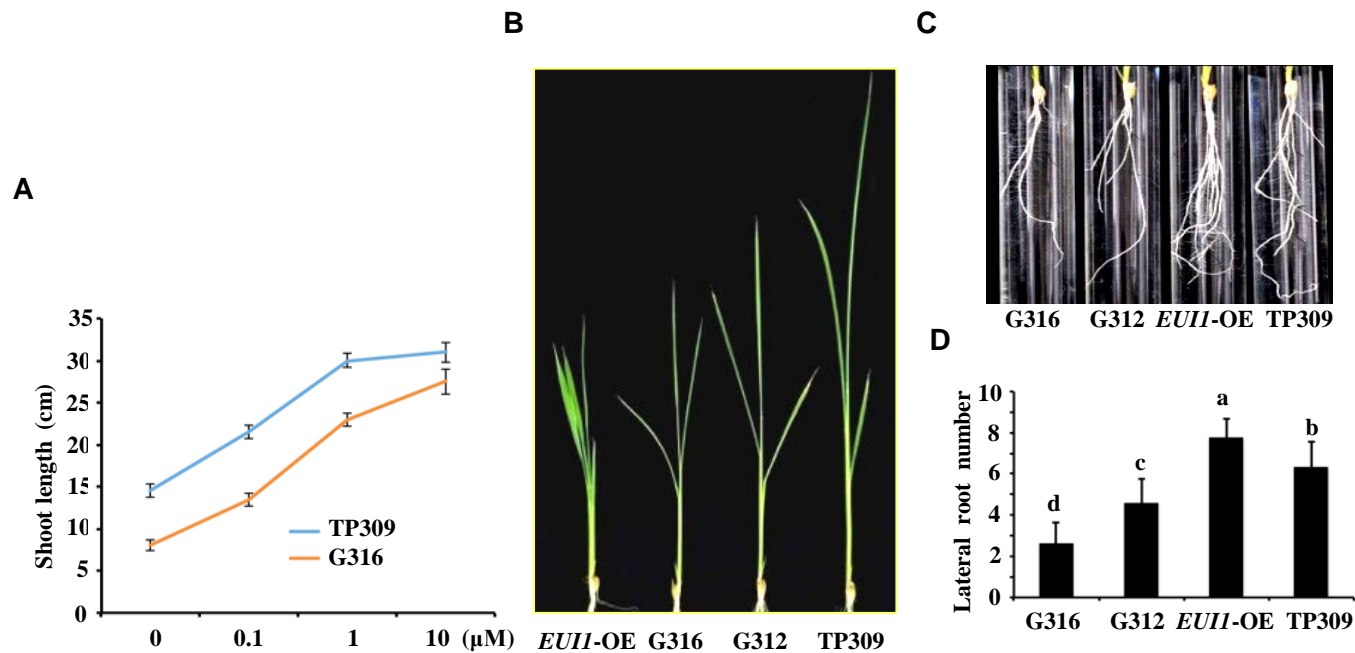 A
Shoot length (cm)
35
30
25
20
15
10
5
0
TP309
G316
0 0.1 1 10 (µM)
B
EUI1-OE G316 G312 TP309
C
G316 G312 EUI1-OE TP309
D
Lateral root number
10
8
6
4
2
0
d c a b
G316 G312 EUI1-OE TP309